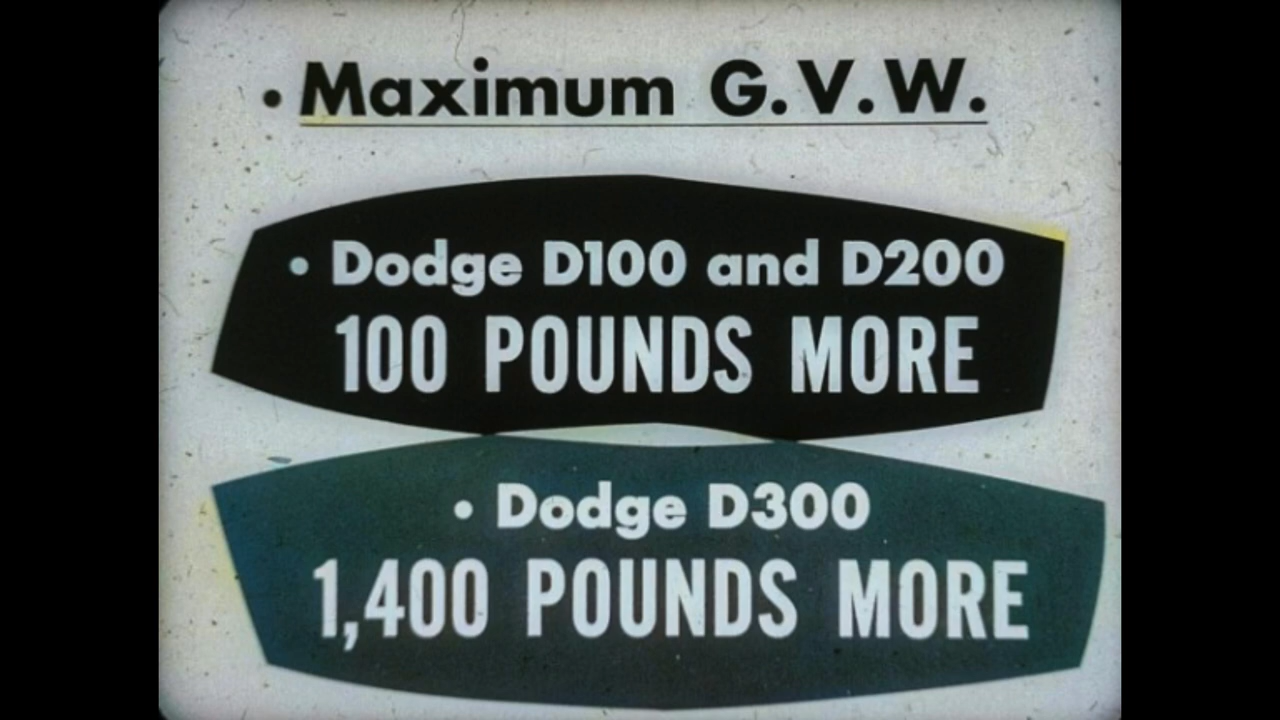 • Maximum G.V.W.
• Dodge D100 and D200
100 POUNDS MORE
• Dodge D300
1,400 POUNDS MORE